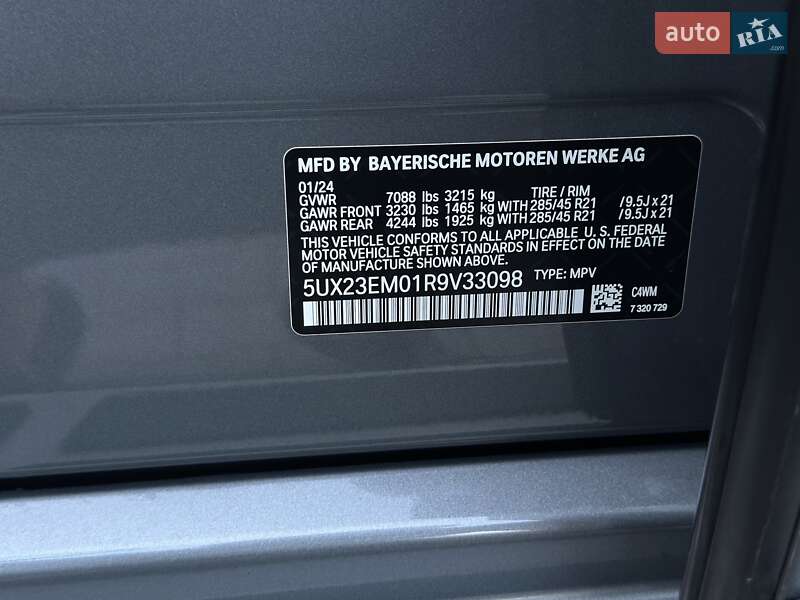 auto RIA
.com
MFD BY BAYERISCHE MOTOREN WERKE AG
01/24
GVWR 7088 lbs 3215 kg TIRE / RIM
GAWR FRONT 3230 lbs 1465 kg WITH 285/45 R21 /9.5J x 21
GAWR REAR 4244 lbs 1925 kg WITH 285/45 R21 /9.5J x 21
THIS VEHICLE CONFORMS TO ALL APPLICABLE U. S. FEDERAL
MOTOR VEHICLE SAFETY STANDARDS IN EFFECT ON THE DATE
OF MANUFACTURE SHOWN ABOVE.
5UX23EM01R9V33098 TYPE: MPV
C4WM
7 320 729